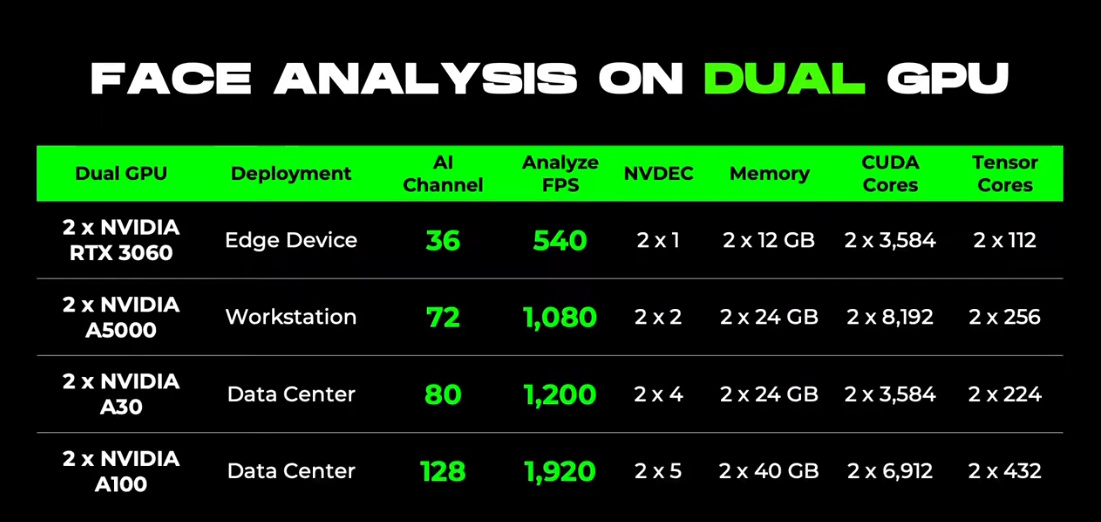 FACE ANALYSIS ON DUAL GPU
Dual GPU Deployment AI Channel Analyze FPS NVDEC Memory CUDA Cores Tensor Cores
2 x NVIDIA RTX 3060 Edge Device 36 540 2 x 1 2 x 12 GB 2 x 3,584 2 x 112
2 x NVIDIA A5000 Workstation 72 1,080 2 x 2 2 x 24 GB 2 x 8,192 2 x 256
2 x NVIDIA A30 Data Center 80 1,200 2 x 4 2 x 24 GB 2 x 3,584 2 x 224
2 x NVIDIA A100 Data Center 128 1,920 2 x 5 2 x 40 GB 2 x 6,912 2 x 432